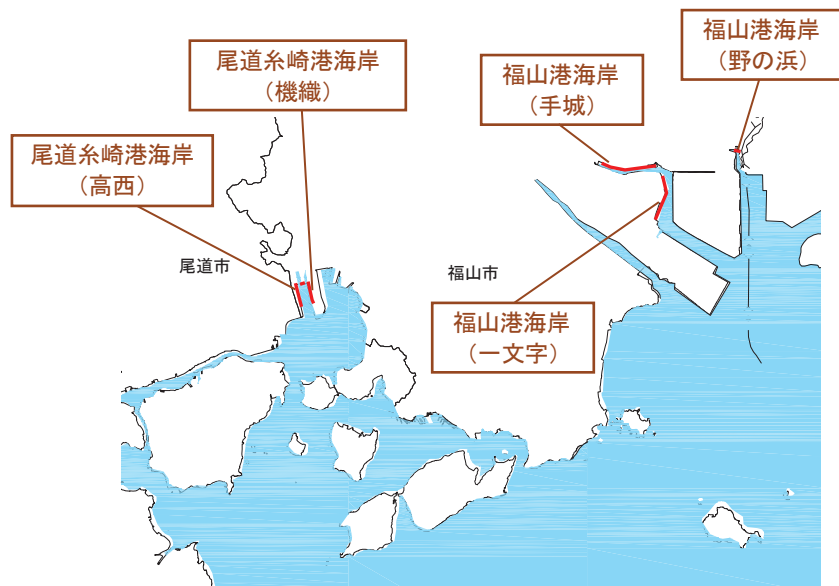 福山港海岸
（野の浜）
尾道糸崎港海岸
（機織）
福山港海岸
（手城）
尾道糸崎港海岸
（高西）
尾道市
福山市
福山港海岸
（一文字）